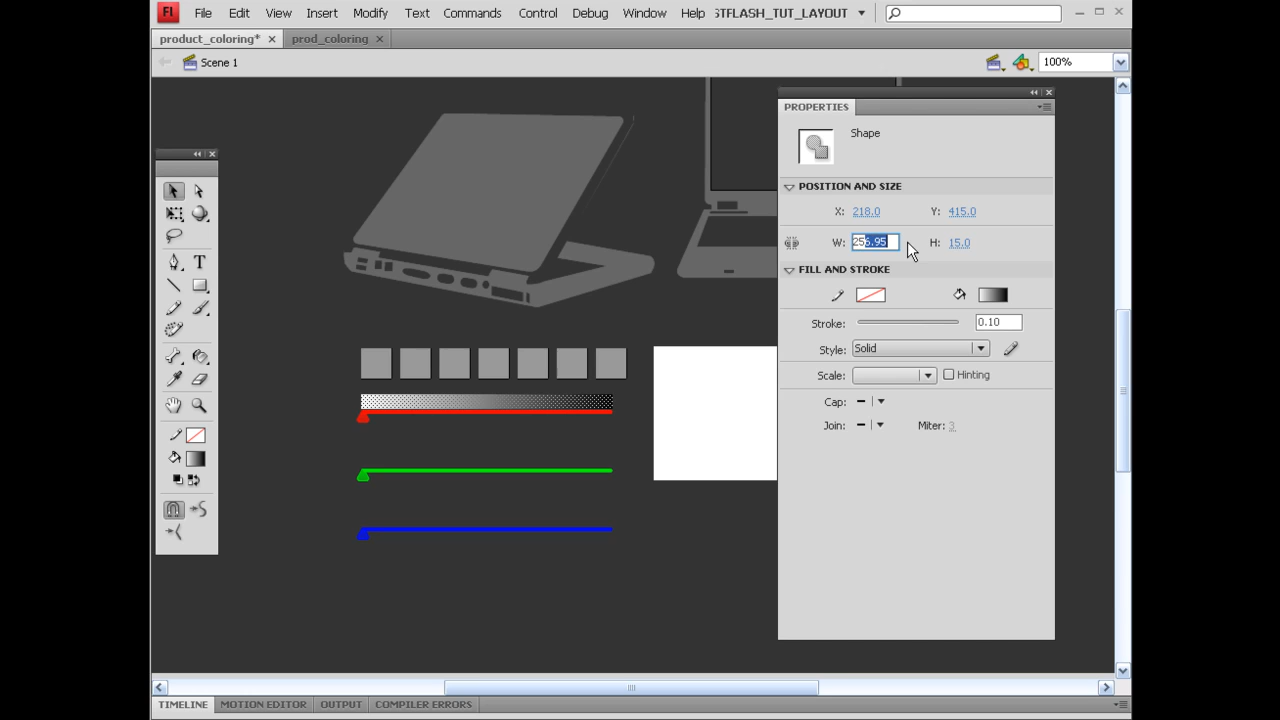 Fl File Edit View Insert Modify Text Commands Control Debug Window Help STFLASH_TUT_LAYOUT
product_coloring* prod_coloring
Scene 1 100%
PROPERTIES
Shape
POSITION AND SIZE
X: 218.0 Y: 415.0
W: 256.95 H: 15.0
FILL AND STROKE
Stroke: 0.10
Style: Solid
Scale: Hinting
Cap:
Join: Miter: 3
T
TIMELINE MOTION EDITOR OUTPUT COMPILER ERRORS